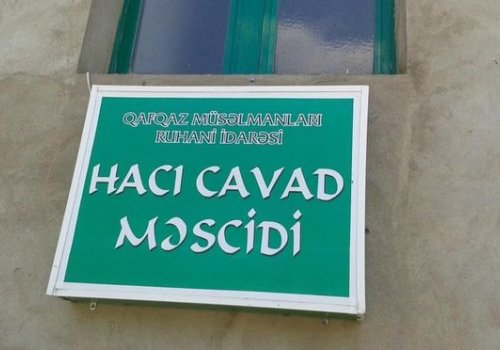 QAFQAZ MÜSƏLMANLARI
RUHANİ İDARƏSİ
HACI CAVAD
MƏSCİDİ